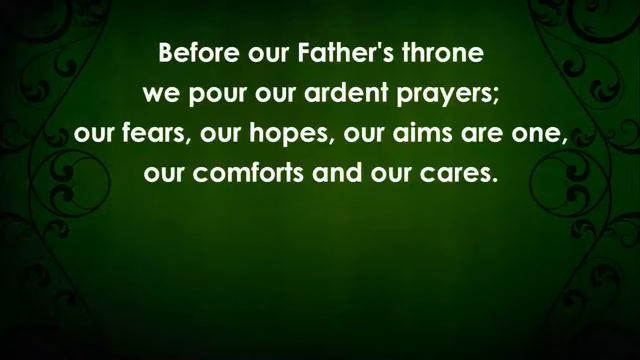 Before our Father's throne
we pour our ardent prayers;
our fears, our hopes, our aims are one,
our comforts and our cares.